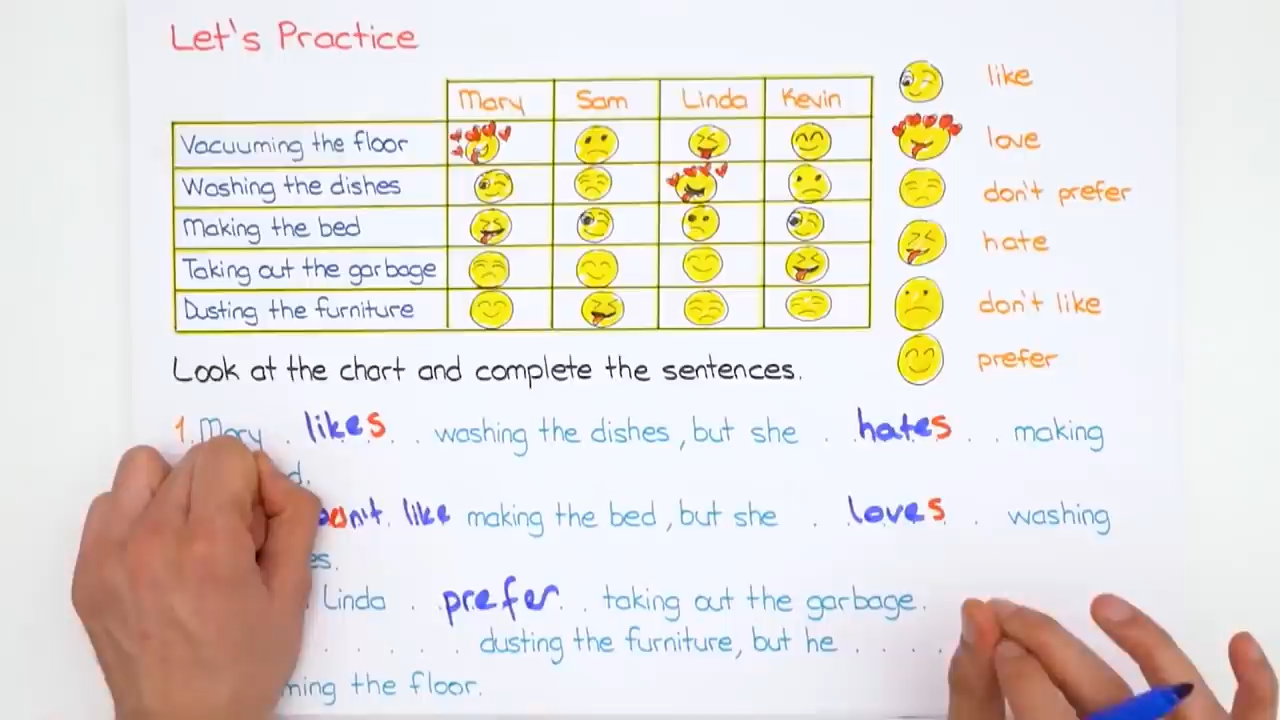 Let's Practice
Mary Sam Linda Kevin
Vacuuming the floor
Washing the dishes
Making the bed
Taking out the garbage
Dusting the furniture
like
love
don't prefer
hate
don't like
prefer
Look at the chart and complete the sentences.
1. Mary . likes . . washing the dishes, but she . hates . . making
d.
like making the bed, but she . loves . washing
es.
Linda . prefer . . taking out the garbage.
. . . . . dusting the furniture, but he . . . .
the floor.